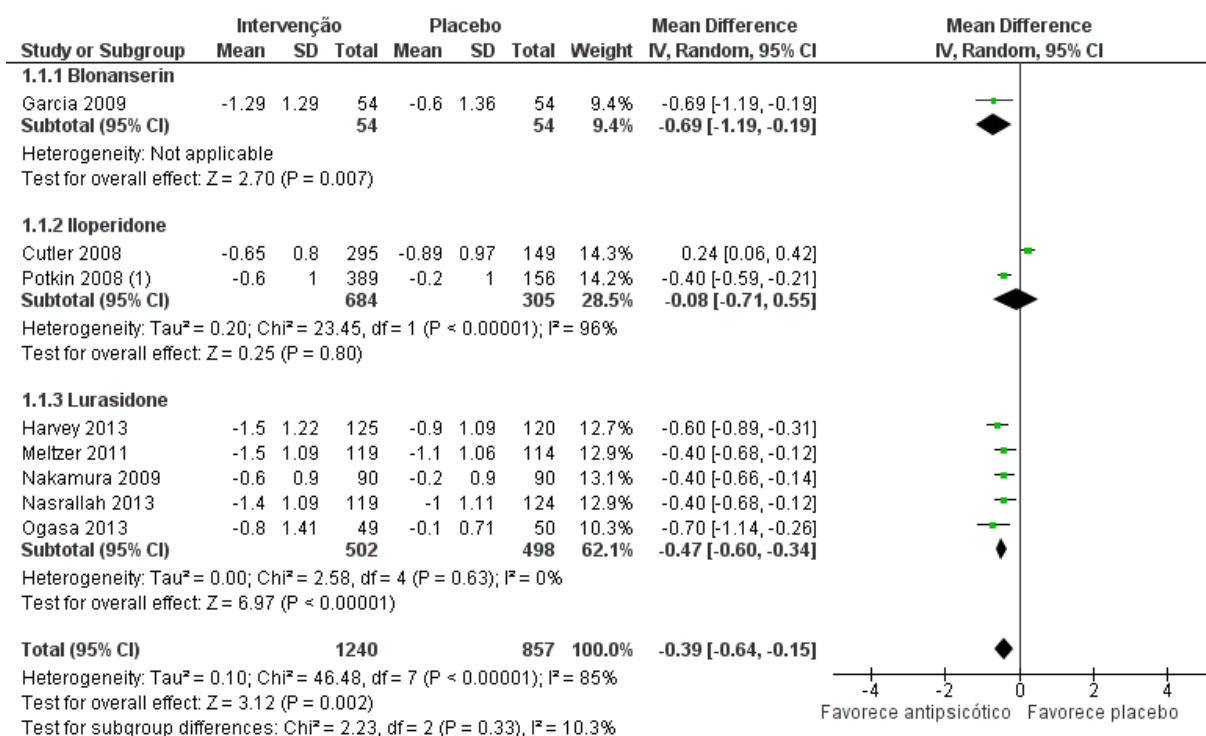 Intervenção Placebo Mean Difference Mean Difference
Study or Subgroup Mean SD Total Mean SD Total Weight IV, Random, 95% CI IV, Random, 95% CI
1.1.1 Blonanserin
Garcia 2009 -1.29 1.29 54 -0.6 1.36 54 9.4% -0.69 [-1.19, -0.19]
Subtotal (95% CI) 54 54 9.4% -0.69 [-1.19, -0.19]
Heterogeneity: Not applicable
Test for overall effect: Z = 2.70 (P = 0.007)
1.1.2 Iloperidone
Cutler 2008 -0.65 0.8 295 -0.89 0.97 149 14.3% 0.24 [0.06, 0.42]
Potkin 2008 (1) -0.6 1 389 -0.2 1 156 14.2% -0.40 [-0.59, -0.21]
Subtotal (95% CI) 684 305 28.5% -0.08 [-0.71, 0.55]
Heterogeneity: Tau² = 0.20; Chi² = 23.45, df = 1 (P < 0.00001); I² = 96%
Test for overall effect: Z = 0.25 (P = 0.80)
1.1.3 Lurasidone
Harvey 2013 -1.5 1.22 125 -0.9 1.09 120 12.7% -0.60 [-0.89, -0.31]
Meltzer 2011 -1.5 1.09 119 -1.1 1.06 114 12.9% -0.40 [-0.68, -0.12]
Nakamura 2009 -0.6 0.9 90 -0.2 0.9 90 13.1% -0.40 [-0.66, -0.14]
Nasrallah 2013 -1.4 1.09 119 -1 1.11 124 12.9% -0.40 [-0.68, -0.12]
Ogasa 2013 -0.8 1.41 49 -0.1 0.71 50 10.3% -0.70 [-1.14, -0.26]
Subtotal (95% CI) 502 498 62.1% -0.47 [-0.60, -0.34]
Heterogeneity: Tau² = 0.00; Chi² = 2.58, df = 4 (P = 0.63); I² = 0%
Test for overall effect: Z = 6.97 (P < 0.00001)
Total (95% CI) 1240 857 100.0% -0.39 [-0.64, -0.15]
Heterogeneity: Tau² = 0.10; Chi² = 46.48, df = 7 (P < 0.00001); I² = 85%
Test for overall effect: Z = 3.12 (P = 0.002)
Test for subgroup differences: Chi² = 2.23, df = 2 (P = 0.33), I² = 10.3%
-4 -2 0 2 4
Favorece antipsicótico Favorece placebo